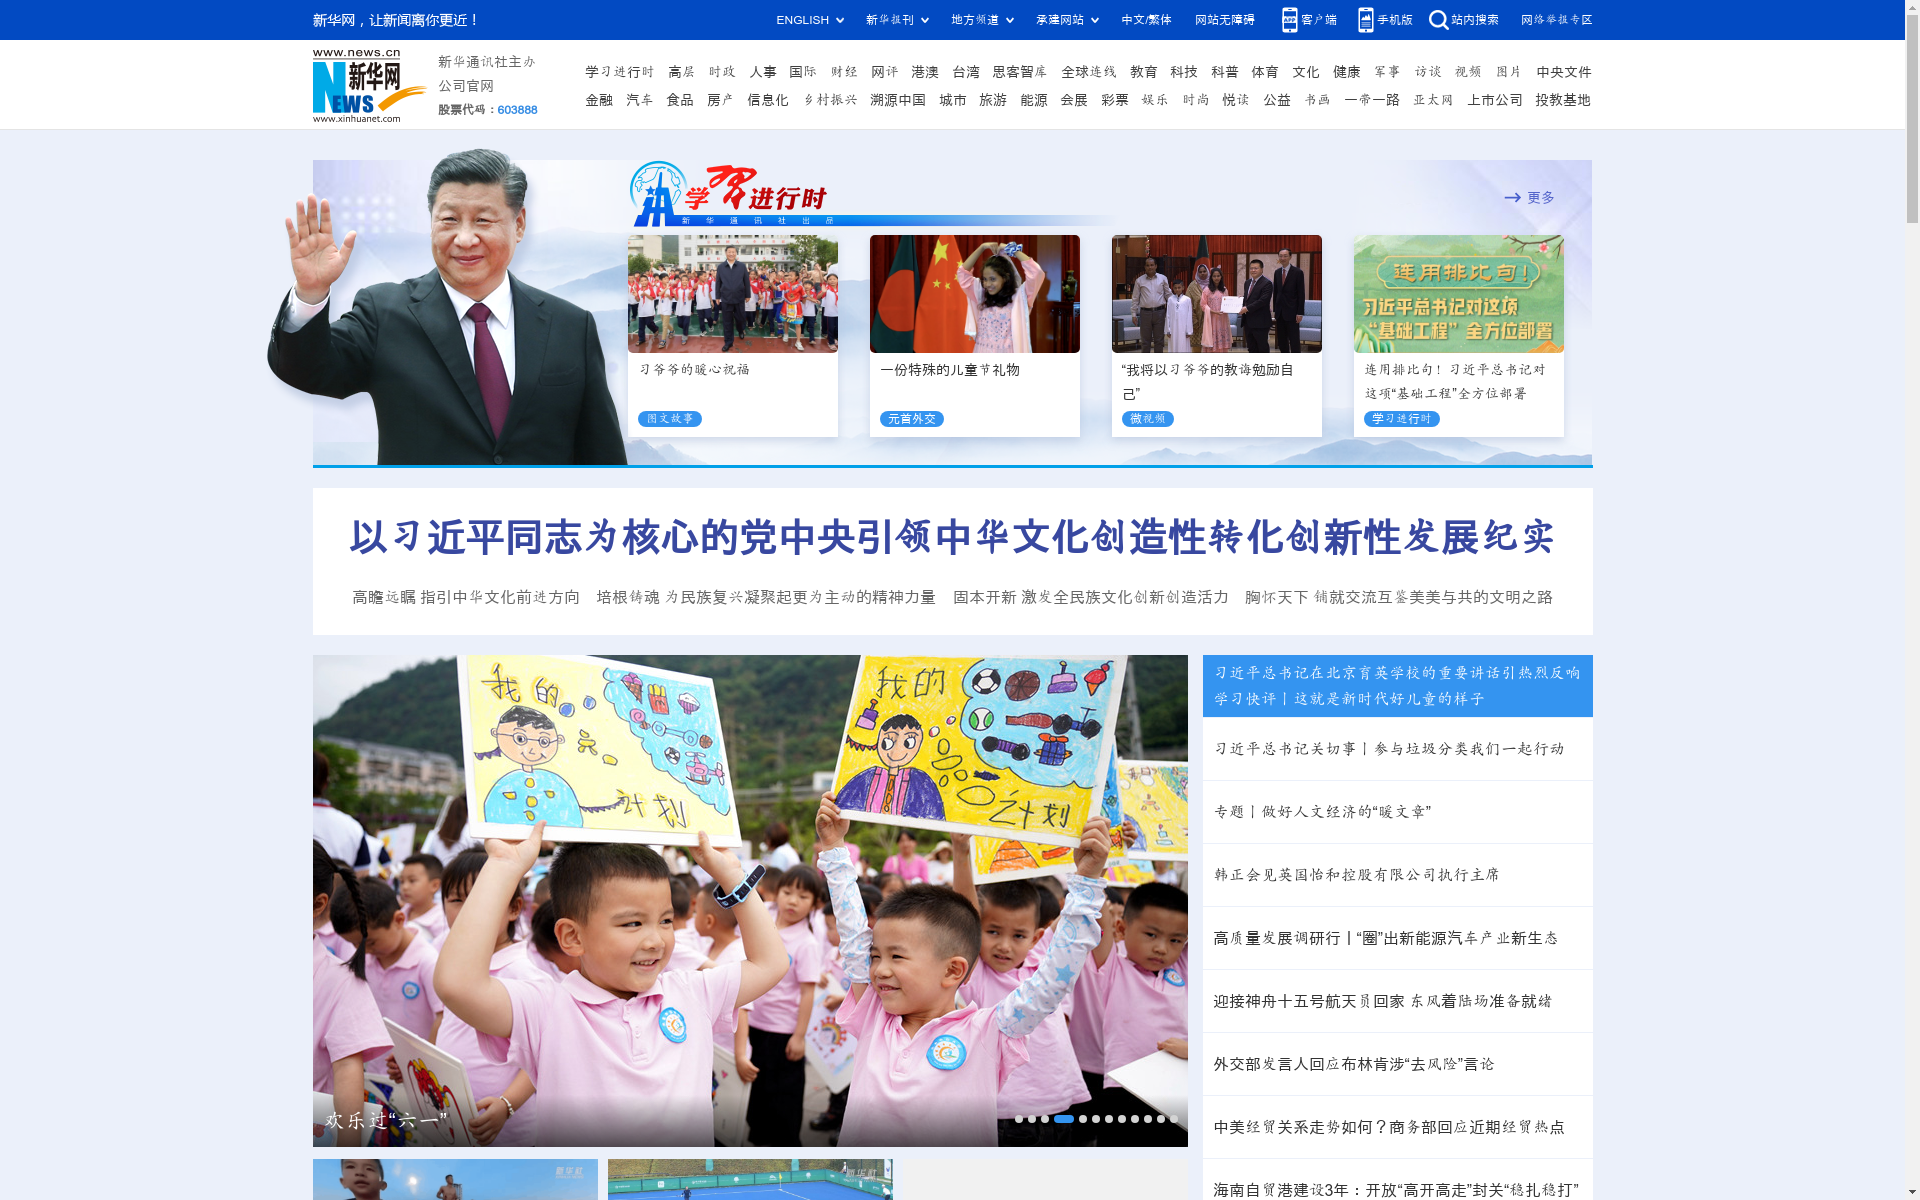 新华网，让新闻离你更近！
ENGLISH 新华报刊 地方频道 承建网站 中文/繁体 网站无障碍 客户端 手机版 站内搜索 网络举报专区
www.news.cn
新华网
NEWS
www.xinhuanet.com
新华通讯社主办
公司官网
股票代码：603888
学习进行时 高层 时政 人事 国际 财经 网评 港澳 台湾 思客智库 全球连线 教育 科技 科普 体育 文化 健康 军事 访谈 视频 图片 中央文件
金融 汽车 食品 房产 信息化 乡村振兴 溯源中国 城市 旅游 能源 会展 彩票 娱乐 时尚 悦读 公益 书画 一带一路 亚太网 上市公司 投教基地
学习进行时
新华通讯社出品
更多
连用排比句！
习近平总书记对这项
“基础工程”全方位部署
习爷爷的暖心祝福
图文故事
一份特殊的儿童节礼物
元首外交
“我将以习爷爷的教诲勉励自
己”
微视频
连用排比句！习近平总书记对
这项“基础工程”全方位部署
学习进行时
以习近平同志为核心的党中央引领中华文化创造性转化创新性发展纪实
高瞻远瞩 指引中华文化前进方向 培根铸魂 为民族复兴凝聚起更为主动的精神力量 固本开新 激发全民族文化创新创造活力 胸怀天下 铺就交流互鉴美美与共的文明之路
我的
计划
我的
计划
欢乐过“六一”
习近平总书记在北京育英学校的重要讲话引热烈反响
学习快评丨这就是新时代好儿童的样子
习近平总书记关切事丨参与垃圾分类我们一起行动
专题丨做好人文经济的“暖文章”
韩正会见英国怡和控股有限公司执行主席
高质量发展调研行丨“圈”出新能源汽车产业新生态
迎接神舟十五号航天员回家 东风着陆场准备就绪
外交部发言人回应布林肯涉“去风险”言论
中美经贸关系走势如何？商务部回应近期经贸热点
海南自贸港建设3年：开放“高开高走”封关“稳扎稳打”
新华社
新华社